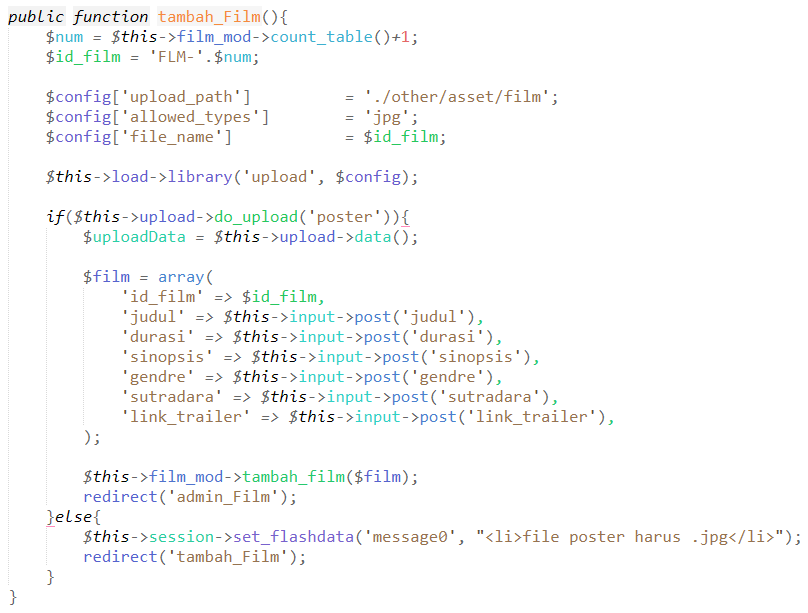 public function tambah_Film(){
$num = $this->film_mod->count_table()+1;
$id_film = 'FLM-'.$num;
$config['upload_path'] = './other/asset/film';
$config['allowed_types'] = 'jpg';
$config['file_name'] = $id_film;
$this->load->library('upload', $config);
if($this->upload->do_upload('poster')){
$uploadData = $this->upload->data();
$film = array(
'id_film' => $id_film,
'judul' => $this->input->post('judul'),
'durasi' => $this->input->post('durasi'),
'sinopsis' => $this->input->post('sinopsis'),
'gendre' => $this->input->post('gendre'),
'sutradara' => $this->input->post('sutradara'),
'link_trailer' => $this->input->post('link_trailer'),
);
$this->film_mod->tambah_film($film);
redirect('admin_Film');
}else{
$this->session->set_flashdata('message0', "<li>file poster harus .jpg</li>");
redirect('tambah_Film');
}
}